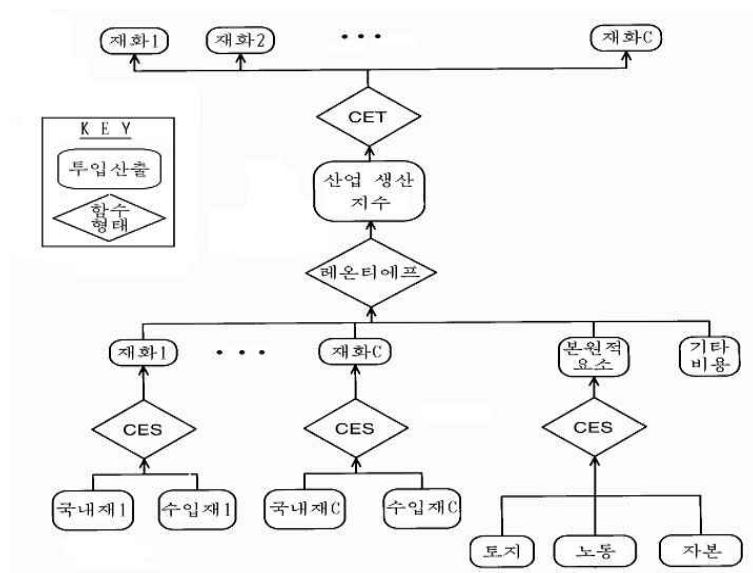 재화1 재화2 ··· 재화C
CET
KEY
투입산출
함수
형태
산업 생산
지수
레온티에프
재화1 ··· 재화C
본원적
요소
기타
비용
CES CES CES
국내재1 수입재1 국내재C 수입재C
토지 노동 자본